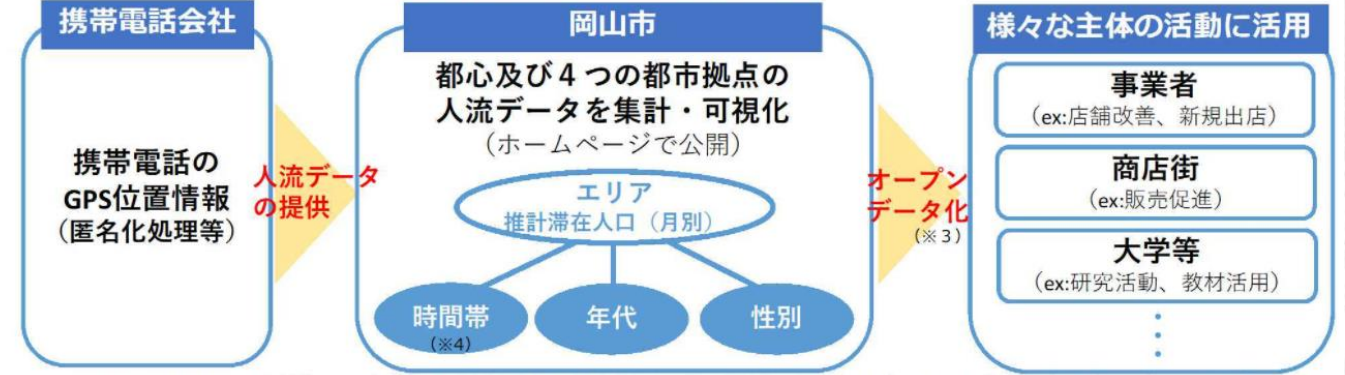 携帯電話会社
携帯電話の
GPS位置情報
（匿名化処理等）
人流データ
の提供
岡山市
都心及び４つの都市拠点の
人流データを集計・可視化
（ホームページで公開）
エリア
推計滞在人口（月別）
時間帯
（※4）
年代
性別
オープン
データ化
（※３）
様々な主体の活動に活用
事業者
（ex:店舗改善、新規出店）
商店街
（ex:販売促進）
大学等
（ex:研究活動、教材活用）